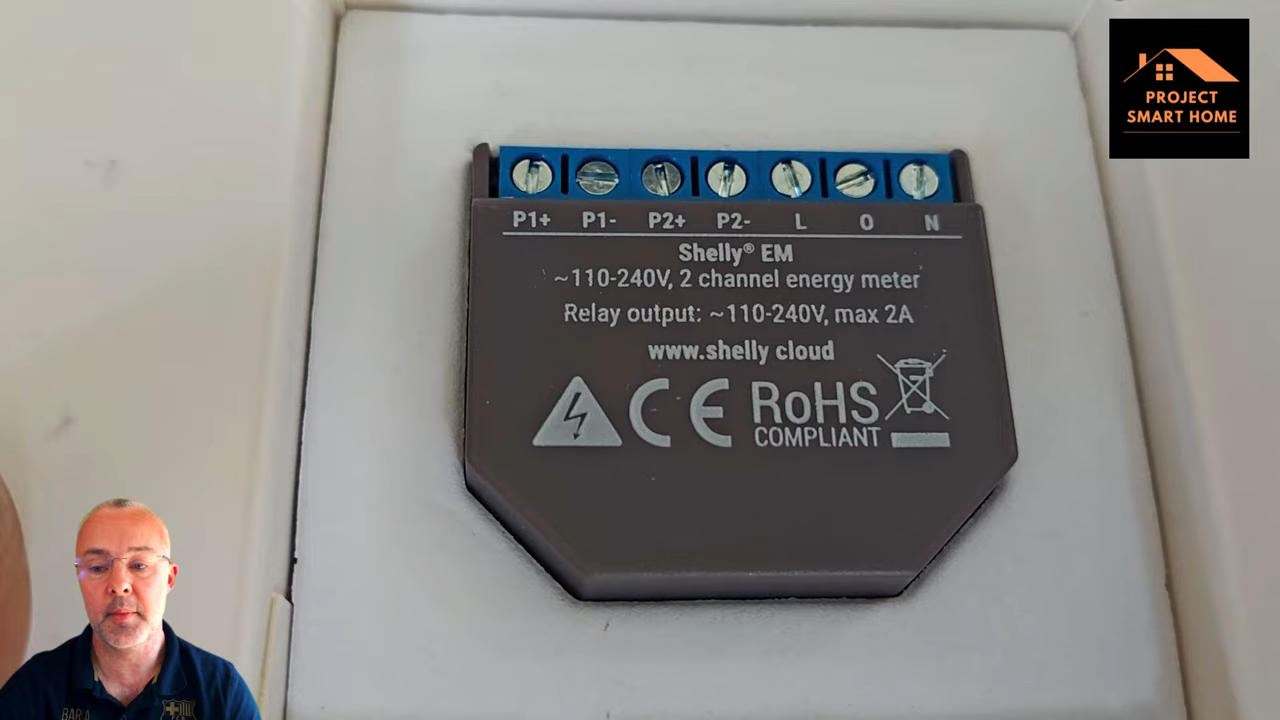 PROJECT
SMART HOME
P1+ P1- P2+ P2- L O N
Shelly® EM
~110-240V, 2 channel energy meter
Relay output: ~110-240V, max 2A
www.shelly cloud
CE RoHS
COMPLIANT